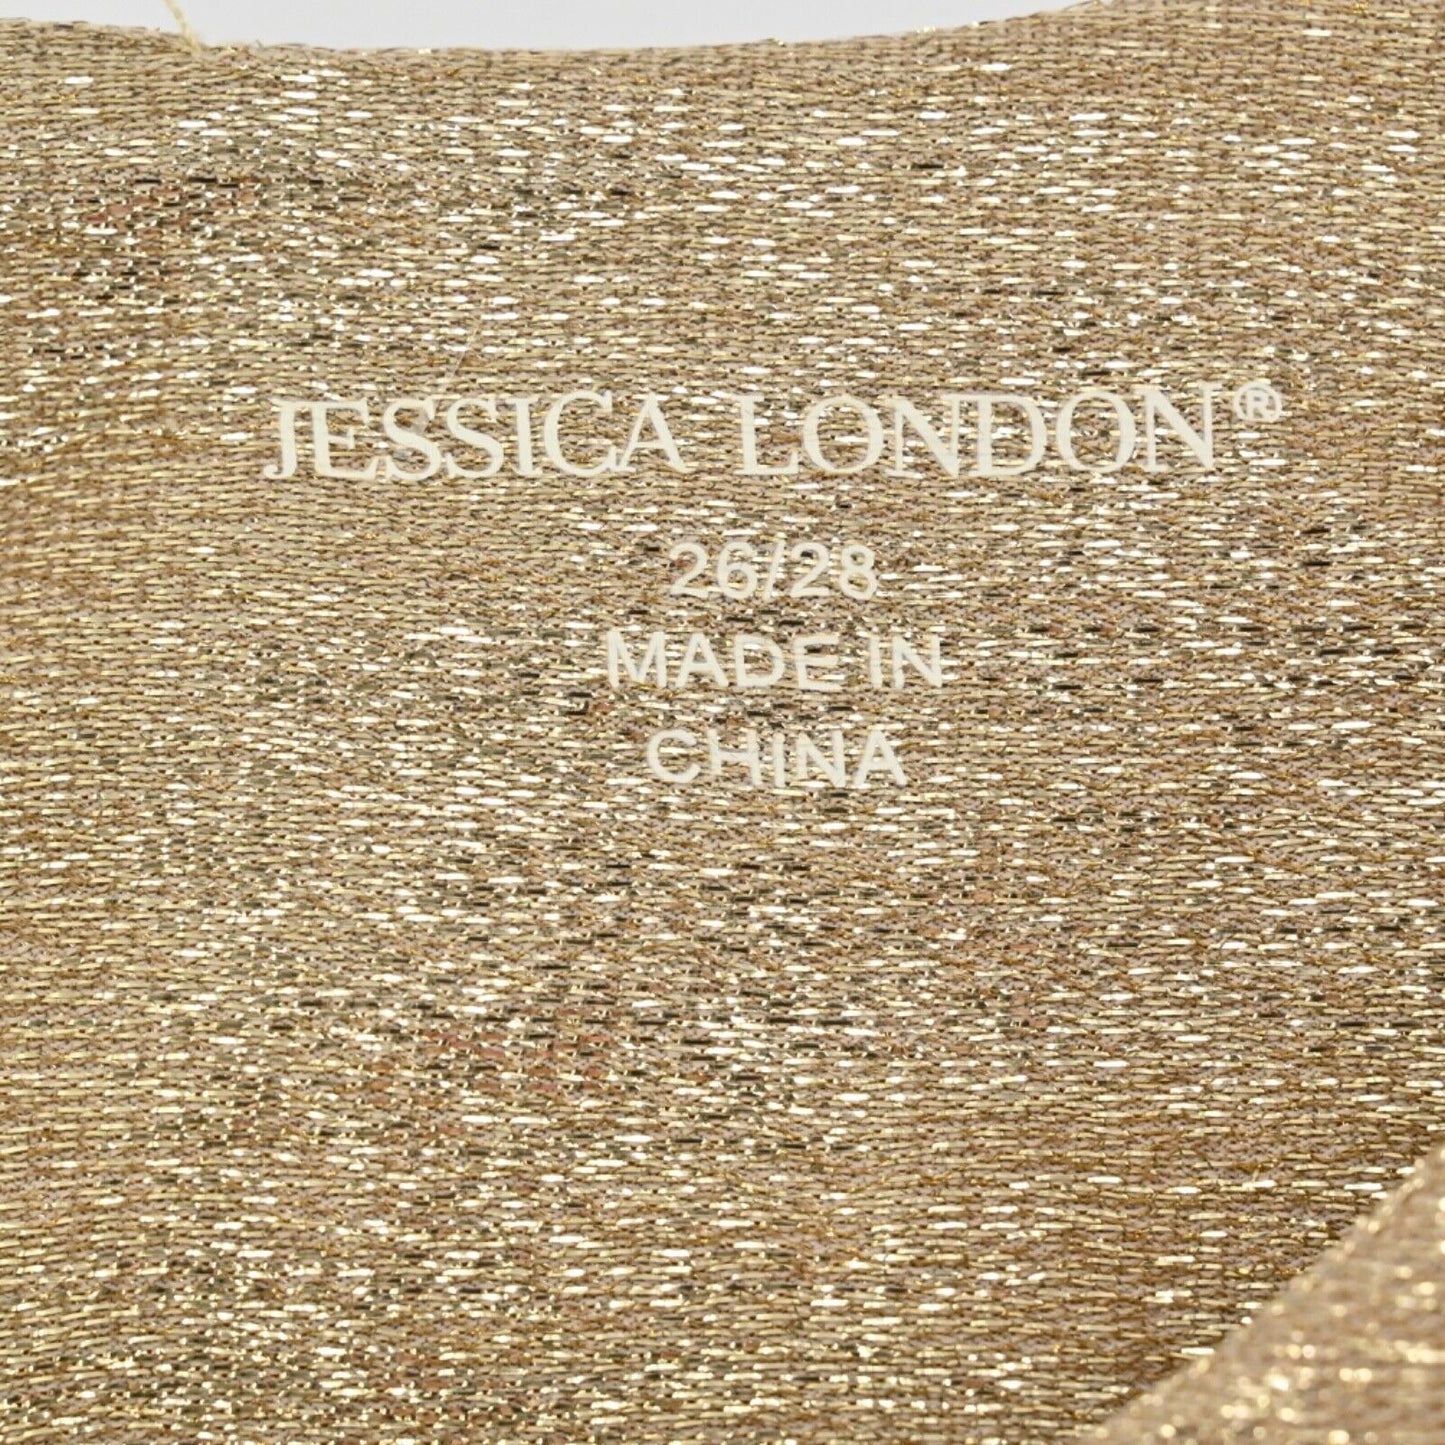 JESSICA LONDON®
26/28
MADE IN
CHINA